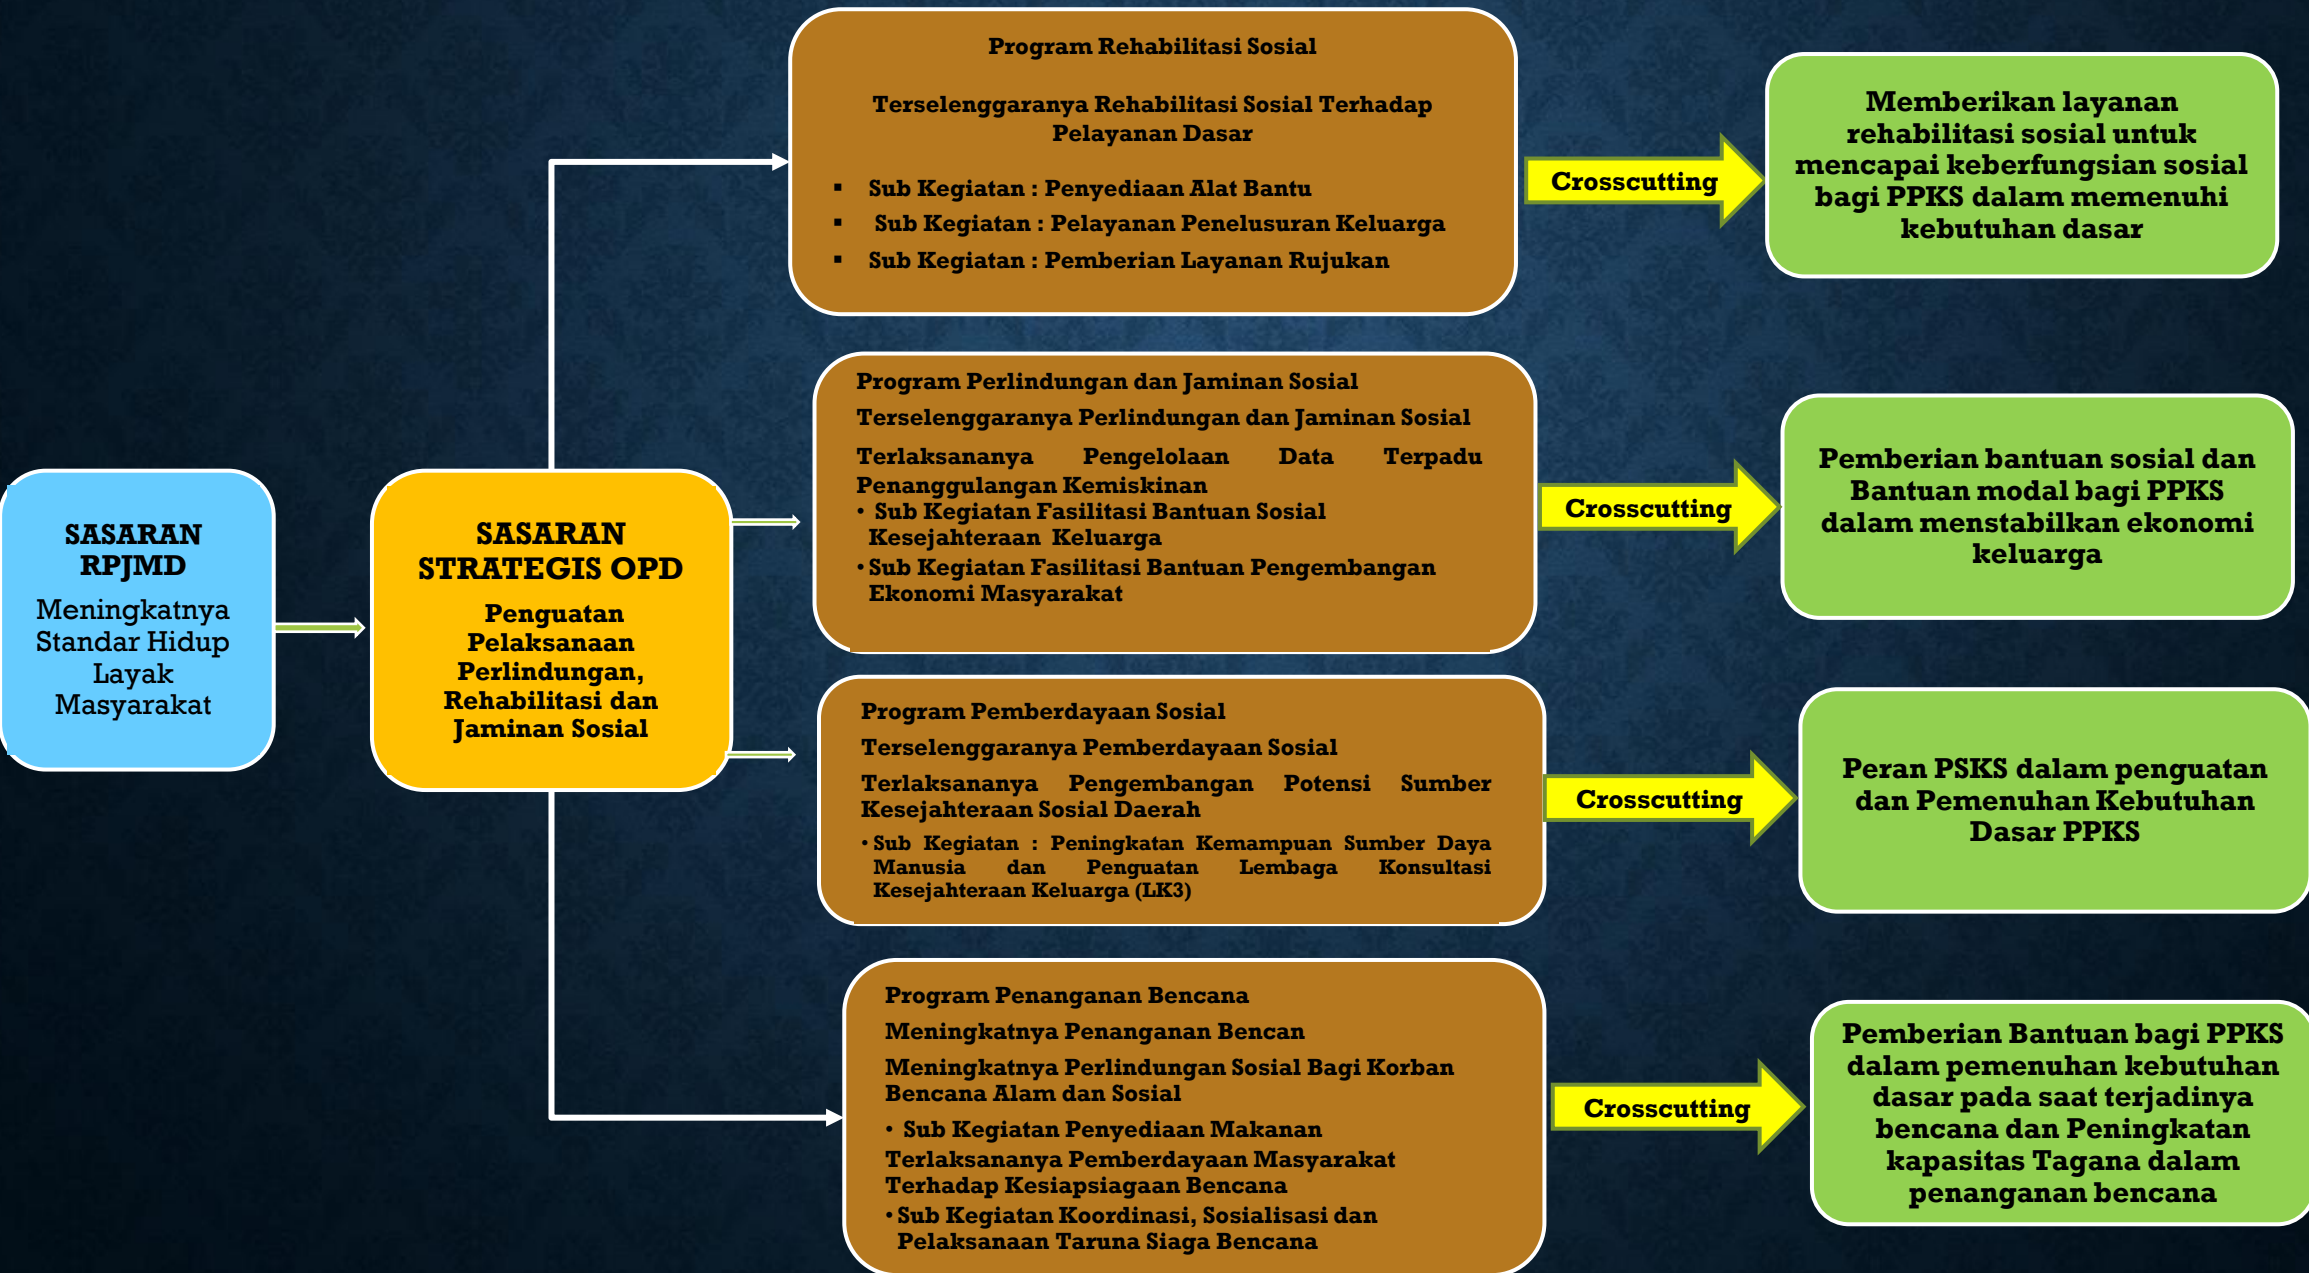 SASARAN
RPJMD
Meningkatnya
Standar Hidup
Layak
Masyarakat
SASARAN
STRATEGIS OPD
Penguatan
Pelaksanaan
Perlindungan,
Rehabilitasi dan
Jaminan Sosial
Program Rehabilitasi Sosial
Terselenggaranya Rehabilitasi Sosial Terhadap
Pelayanan Dasar
▪ Sub Kegiatan : Penyediaan Alat Bantu
▪ Sub Kegiatan : Pelayanan Penelusuran Keluarga
▪ Sub Kegiatan : Pemberian Layanan Rujukan
Crosscutting
Memberikan layanan
rehabilitasi sosial untuk
mencapai keberfungsian sosial
bagi PPKS dalam memenuhi
kebutuhan dasar
Program Perlindungan dan Jaminan Sosial
Terselenggaranya Perlindungan dan Jaminan Sosial
Terlaksananya Pengelolaan Data Terpadu
Penanggulangan Kemiskinan
• Sub Kegiatan Fasilitasi Bantuan Sosial
Kesejahteraan Keluarga
• Sub Kegiatan Fasilitasi Bantuan Pengembangan
Ekonomi Masyarakat
Crosscutting
Pemberian bantuan sosial dan
Bantuan modal bagi PPKS
dalam menstabilkan ekonomi
keluarga
Program Pemberdayaan Sosial
Terselenggaranya Pemberdayaan Sosial
Terlaksananya Pengembangan Potensi Sumber
Kesejahteraan Sosial Daerah
• Sub Kegiatan : Peningkatan Kemampuan Sumber Daya
Manusia dan Penguatan Lembaga Konsultasi
Kesejahteraan Keluarga (LK3)
Crosscutting
Peran PSKS dalam penguatan
dan Pemenuhan Kebutuhan
Dasar PPKS
Program Penanganan Bencana
Meningkatnya Penanganan Bencan
Meningkatnya Perlindungan Sosial Bagi Korban
Bencana Alam dan Sosial
• Sub Kegiatan Penyediaan Makanan
Terlaksananya Pemberdayaan Masyarakat
Terhadap Kesiapsiagaan Bencana
• Sub Kegiatan Koordinasi, Sosialisasi dan
Pelaksanaan Taruna Siaga Bencana
Crosscutting
Pemberian Bantuan bagi PPKS
dalam pemenuhan kebutuhan
dasar pada saat terjadinya
bencana dan Peningkatan
kapasitas Tagana dalam
penanganan bencana